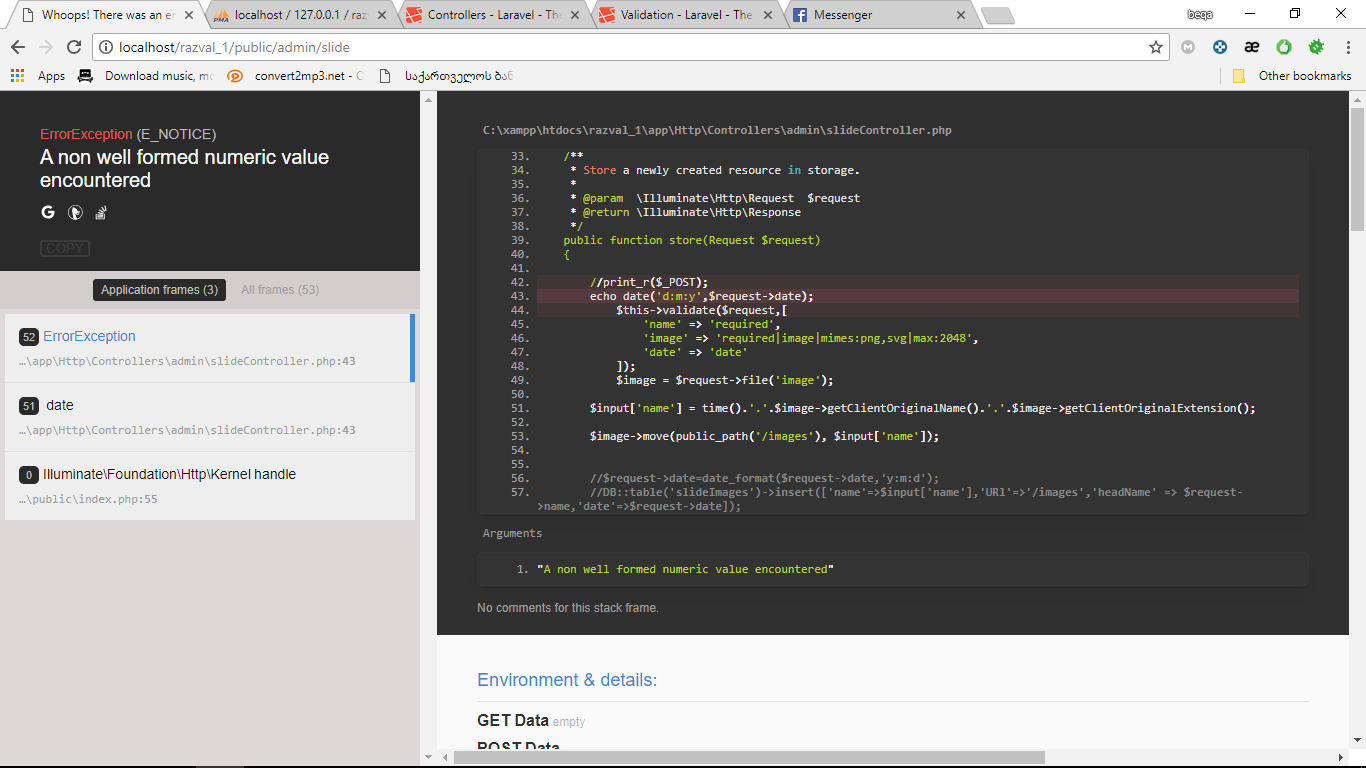 Whoops! There was an er
localhost / 127.0.0.1 / raz
Controllers - Laravel - The
Validation - Laravel - The
Messenger
beqa
localhost/razval_1/public/admin/slide
Apps
Download music, mo
convert2mp3.net - C
საქართველოს ბან
Other bookmarks
ErrorException (E_NOTICE)
A non well formed numeric value
encountered
COPY
Application frames (3)
All frames (53)
52 ErrorException
…\app\Http\Controllers\admin\slideController.php:43
51 date
…\app\Http\Controllers\admin\slideController.php:43
0 Illuminate\Foundation\Http\Kernel handle
…\public\index.php:55
C:\xampp\htdocs\razval_1\app\Http\Controllers\admin\slideController.php
33. /**
34. * Store a newly created resource in storage.
35. *
36. * @param  \Illuminate\Http\Request  $request
37. * @return \Illuminate\Http\Response
38. */
39. public function store(Request $request)
40. {
41.
42. //print_r($_POST);
43. echo date('d:m:y',$request->date);
44. $this->validate($request,[
45. 'name' => 'required',
46. 'image' => 'required|image|mimes:png,svg|max:2048',
47. 'date' => 'date'
48. ]);
49. $image = $request->file('image');
50.
51. $input['name'] = time().'.'.$image->getClientOriginalName().'.'.$image->getClientOriginalExtension();
52.
53. $image->move(public_path('/images'), $input['name']);
54.
55.
56. //$request->date=date_format($request->date,'y:m:d');
57. //DB::table('slideImages')->insert(['name'=>$input['name'],'URl'=>'/images','headName' => $request-
>name,'date'=>$request->date]);
Arguments
1. "A non well formed numeric value encountered"
No comments for this stack frame.
Environment & details:
GET Data empty
POST Data